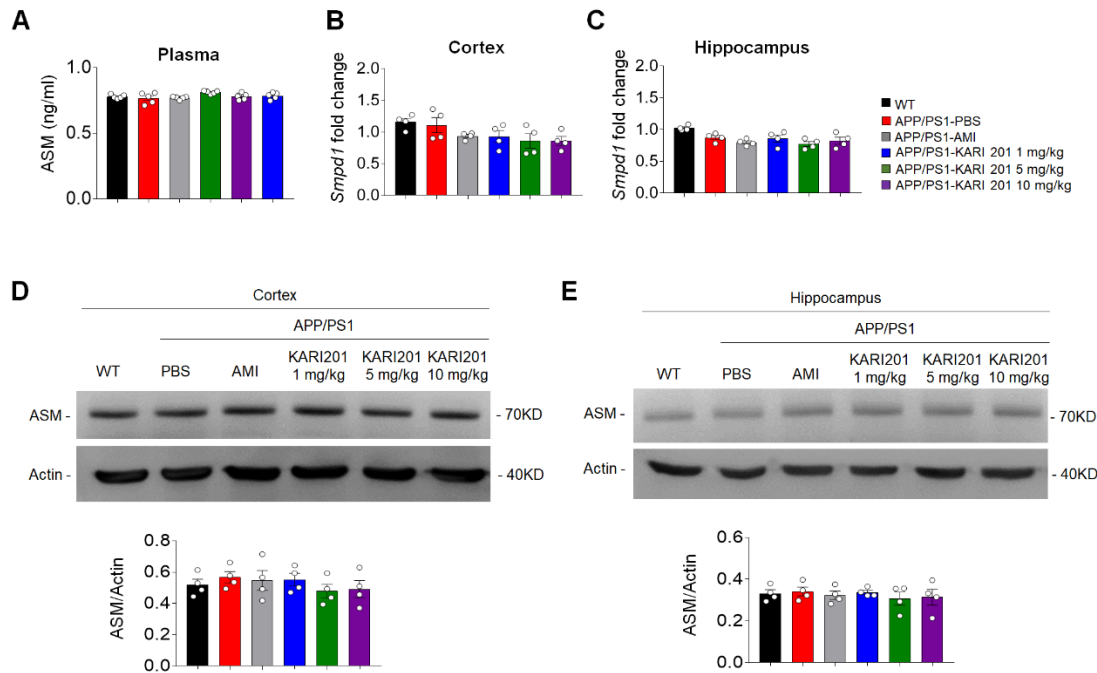 A
Plasma
ASM (ng/ml)
1.0
0.5
0.0
B
Cortex
Smpd1 fold change
2.0
1.5
1.0
0.5
0.0
C
Hippocampus
Smpd1 fold change
2.0
1.5
1.0
0.5
0.0
WT
APP/PS1-PBS
APP/PS1-AMI
APP/PS1-KARI 201 1 mg/kg
APP/PS1-KARI 201 5 mg/kg
APP/PS1-KARI 201 10 mg/kg
D
Cortex
APP/PS1
WT PBS AMI KARI201 1 mg/kg KARI201 5 mg/kg KARI201 10 mg/kg
ASM - - 70KD
Actin - - 40KD
ASM/Actin
0.8
0.6
0.4
0.2
0.0
E
Hippocampus
APP/PS1
WT PBS AMI KARI201 1 mg/kg KARI201 5 mg/kg KARI201 10 mg/kg
ASM - - 70KD
Actin - - 40KD
ASM/Actin
0.6
0.4
0.2
0.0